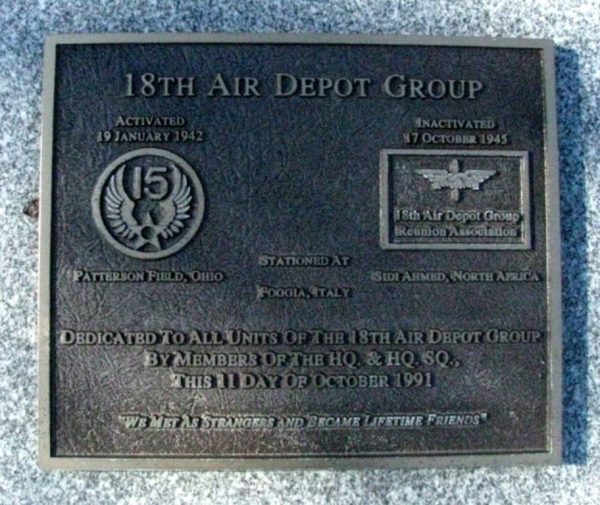 18TH AIR DEPOT GROUP
ACTIVATED
19 JANUARY 1942
INACTIVATED
17 OCTOBER 1945
15
18th Air Depot Group
Reunion Association
STATIONED AT
PATTERSON FIELD, OHIO
SIDI AHMED, NORTH AFRICA
FOGGIA, ITALY
DEDICATED TO ALL UNITS OF THE 18TH AIR DEPOT GROUP
BY MEMBERS OF THE HQ. & HQ. SQ.,
THIS 11 DAY OF OCTOBER 1991
"WE MET AS STRANGERS AND BECAME LIFETIME FRIENDS"